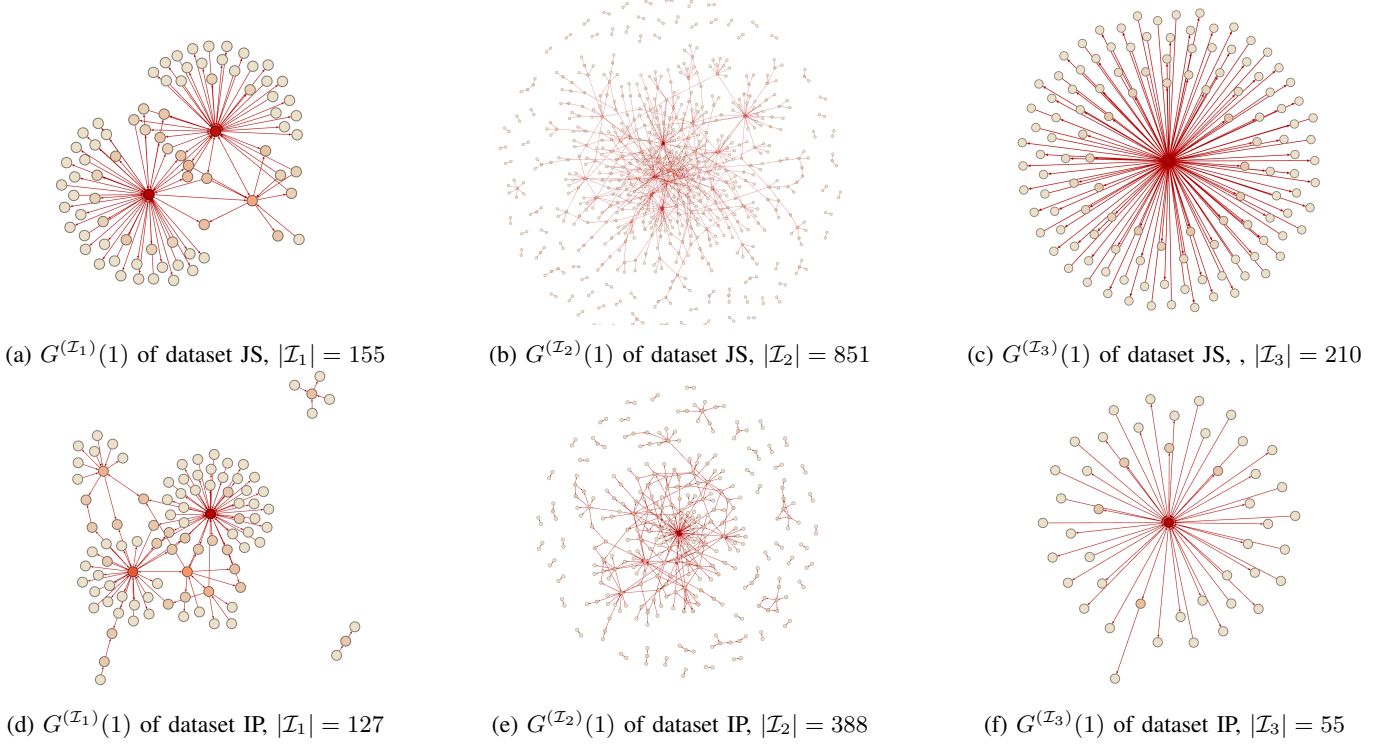 (a) $G^{(\mathcal{I}_1)}(1)$ of dataset JS, $|\mathcal{I}_1| = 155$
(b) $G^{(\mathcal{I}_2)}(1)$ of dataset JS, $|\mathcal{I}_2| = 851$
(c) $G^{(\mathcal{I}_3)}(1)$ of dataset JS, , $|\mathcal{I}_3| = 210$
(d) $G^{(\mathcal{I}_1)}(1)$ of dataset IP, $|\mathcal{I}_1| = 127$
(e) $G^{(\mathcal{I}_2)}(1)$ of dataset IP, $|\mathcal{I}_2| = 388$
(f) $G^{(\mathcal{I}_3)}(1)$ of dataset IP, $|\mathcal{I}_3| = 55$